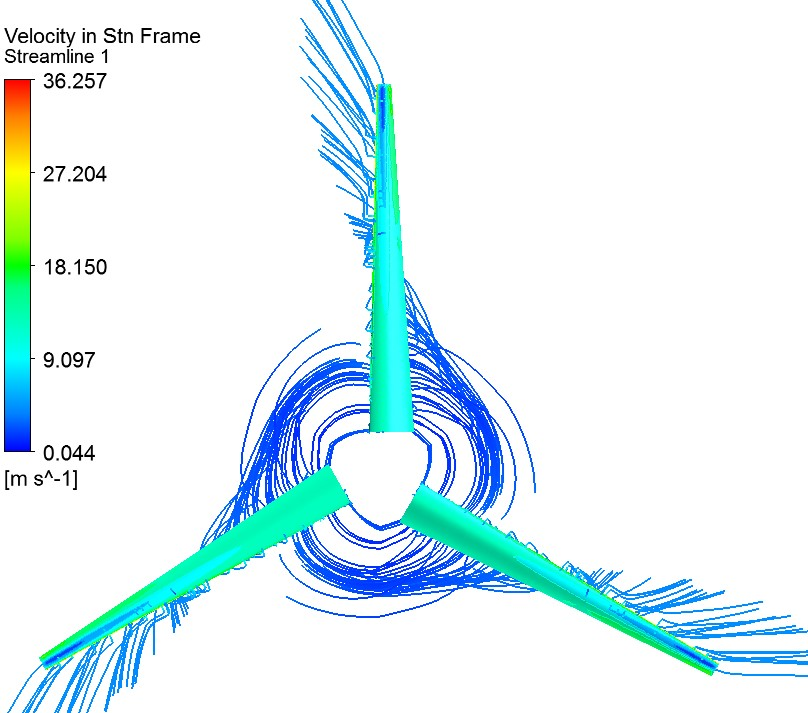 Velocity in Stn Frame
Streamline 1
36.257
27.204
18.150
9.097
0.044
[m s^-1]